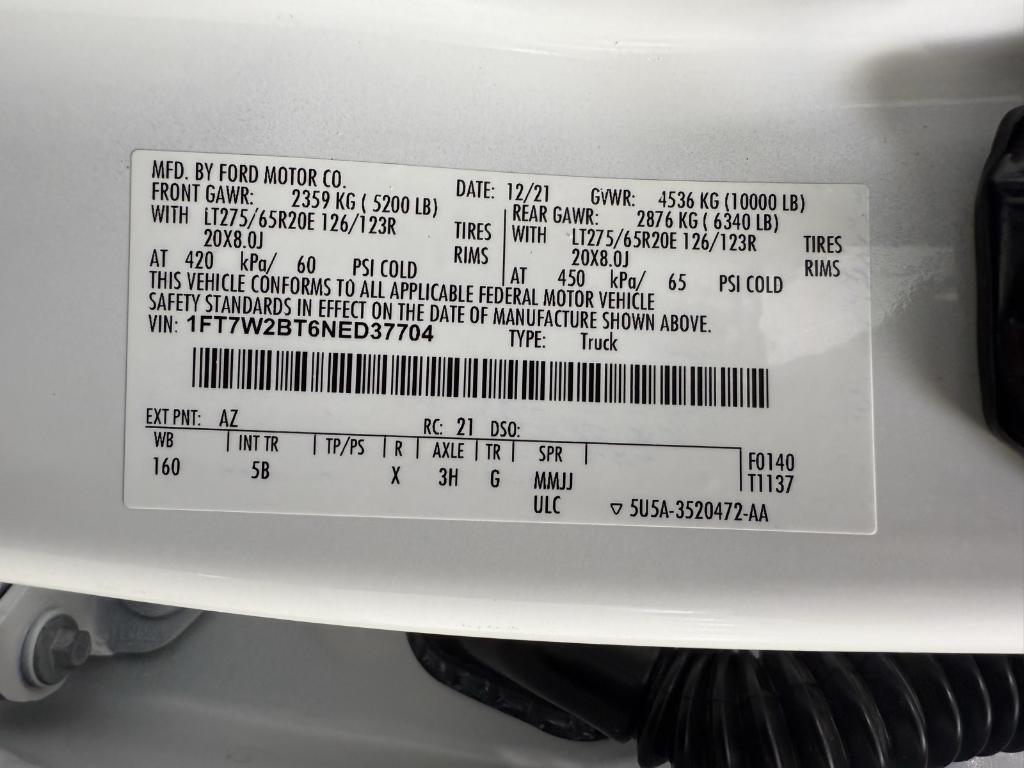 MFD. BY FORD MOTOR CO. DATE: 12/21 GVWR: 4536 KG (10000 LB)
FRONT GAWR: 2359 KG ( 5200 LB) REAR GAWR: 2876 KG ( 6340 LB)
WITH LT275/65R20E 126/123R TIRES WITH LT275/65R20E 126/123R TIRES
20X8.0J RIMS 20X8.0J RIMS
AT 420 kPa/ 60 PSI COLD AT 450 kPa/ 65 PSI COLD
THIS VEHICLE CONFORMS TO ALL APPLICABLE FEDERAL MOTOR VEHICLE
SAFETY STANDARDS IN EFFECT ON THE DATE OF MANUFACTURE SHOWN ABOVE.
VIN: 1FT7W2BT6NED37704 TYPE: Truck
EXT PNT: AZ RC: 21 DSO:
WB | INT TR | TP/PS | R | AXLE | TR | SPR | F0140
160 5B X 3H G MMJJ T1137
ULC ▽ 5U5A-3520472-AA